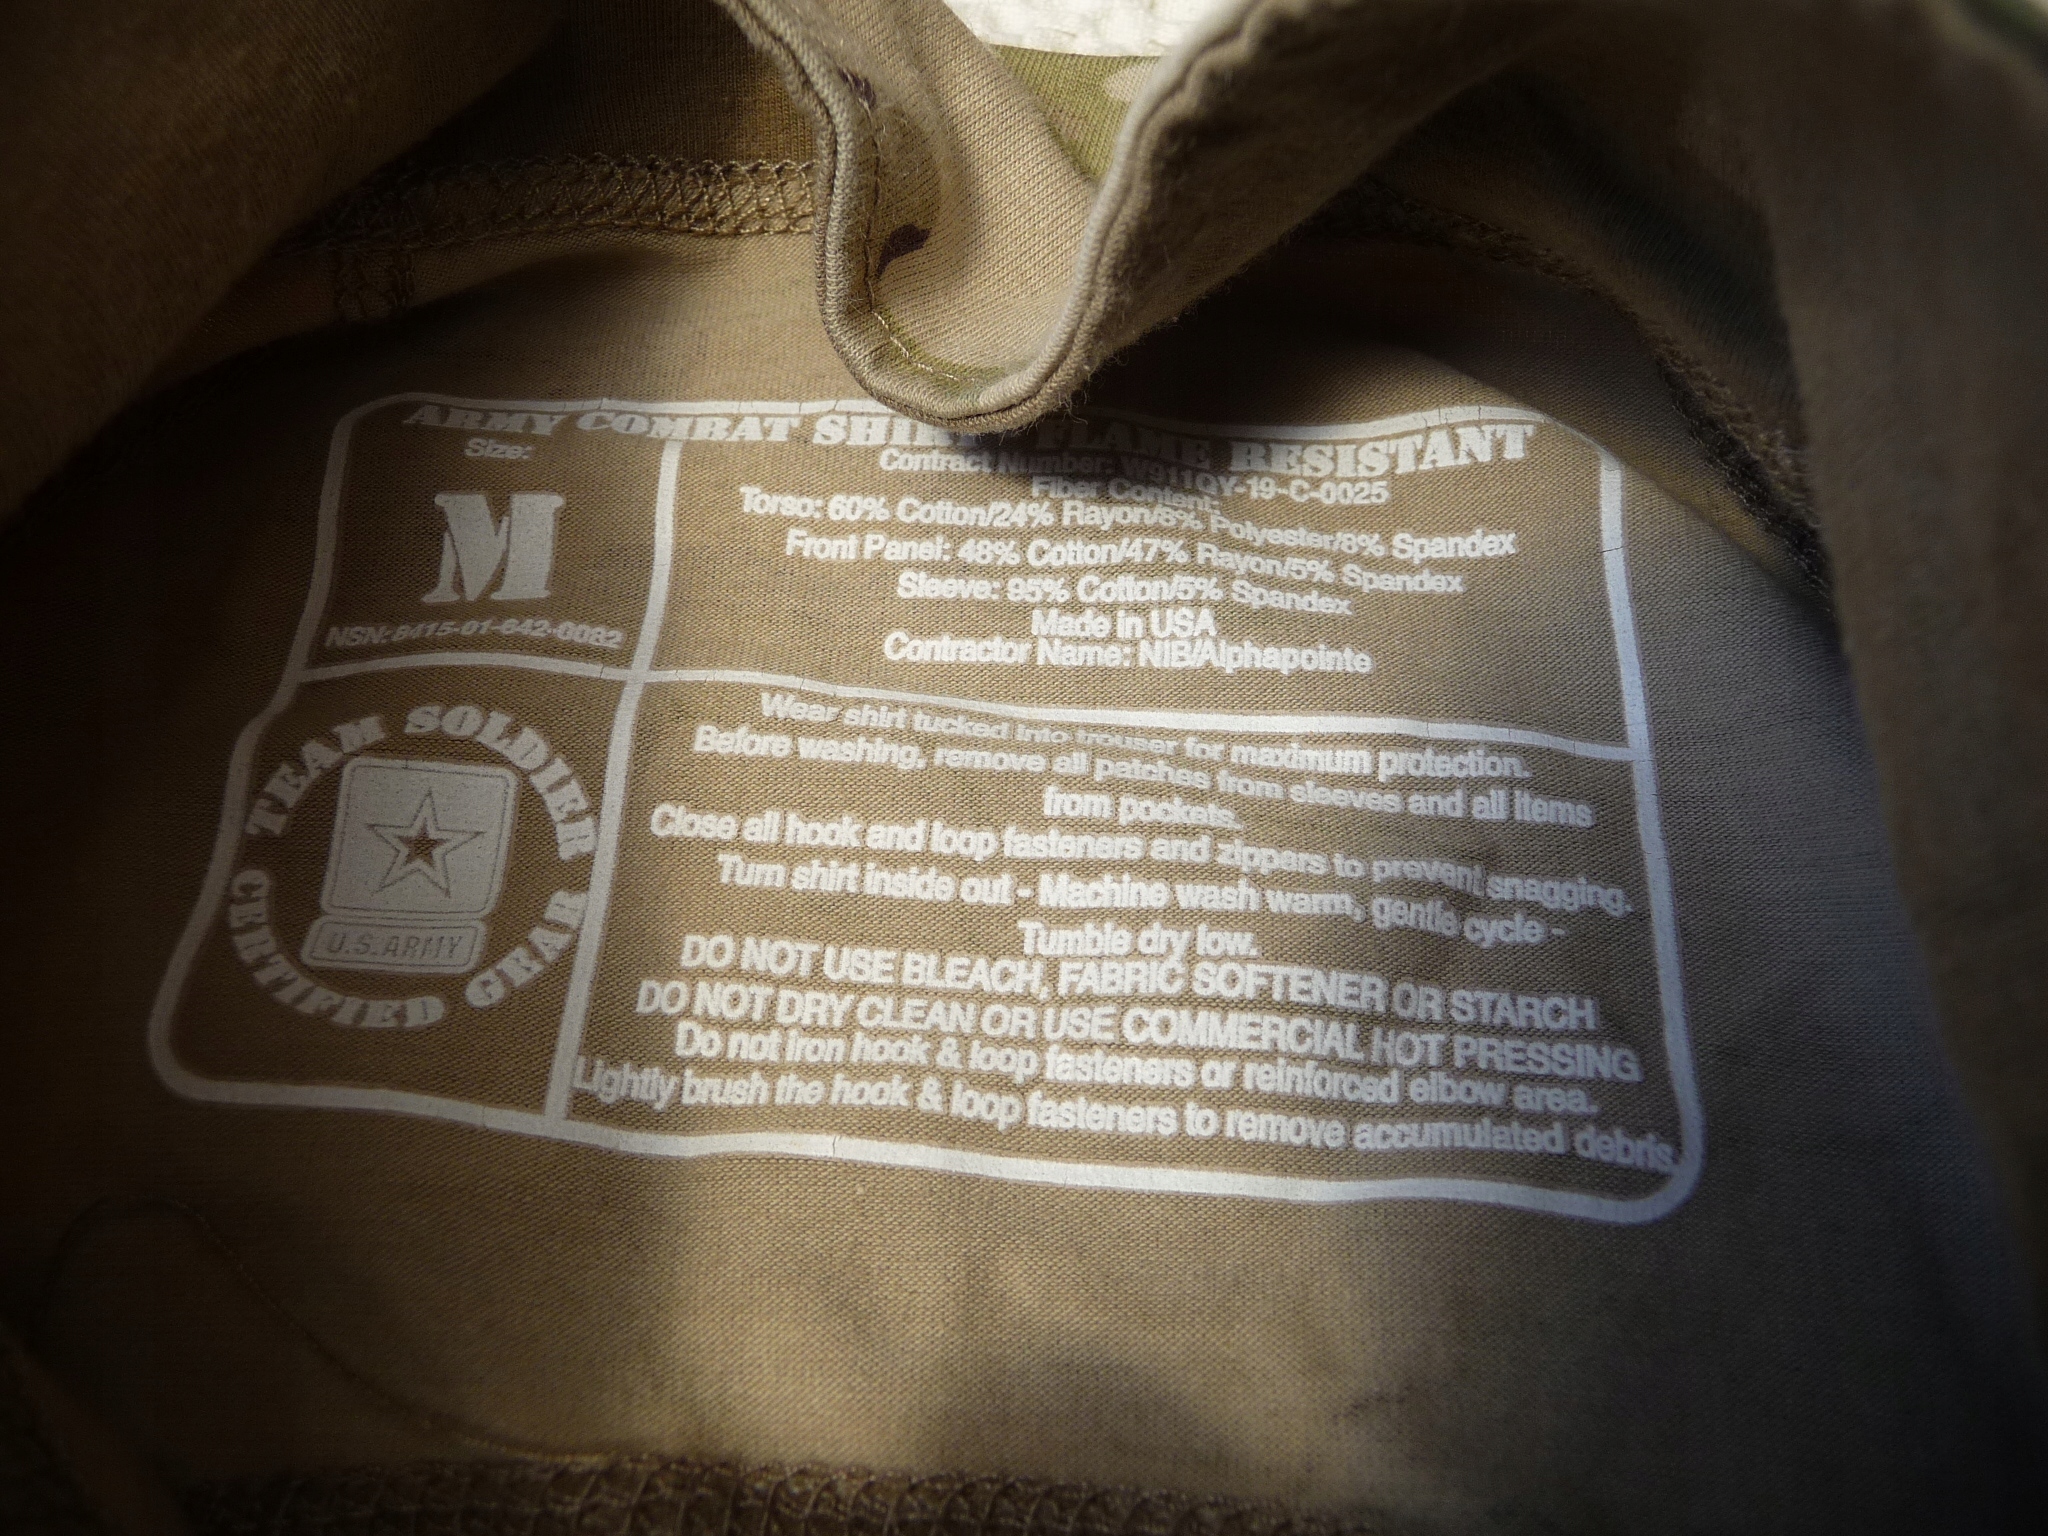 ARMY COMBAT SHIRT - FLAME RESISTANT
Size:
M
NSN: 8415-01-642-0082
Contract Number: W911QY-19-C-0025
Fiber Content:
Torso: 60% Cotton/24% Rayon/8% Polyester/8% Spandex
Front Panel: 48% Cotton/47% Rayon/5% Spandex
Sleeve: 95% Cotton/5% Spandex
Made in USA
Contractor Name: NIB/Alphapointe
TEAM SOLDIER
CERTIFIED GEAR
U.S. ARMY
Wear shirt tucked into trouser for maximum protection.
Before washing, remove all patches from sleeves and all items
from pockets.
Close all hook and loop fasteners and zippers to prevent snagging.
Turn shirt inside out - Machine wash warm, gentle cycle -
Tumble dry low.
DO NOT USE BLEACH, FABRIC SOFTENER OR STARCH
DO NOT DRY CLEAN OR USE COMMERCIAL HOT PRESSING
Do not iron hook & loop fasteners or reinforced elbow area.
Lightly brush the hook & loop fasteners to remove accumulated debris.